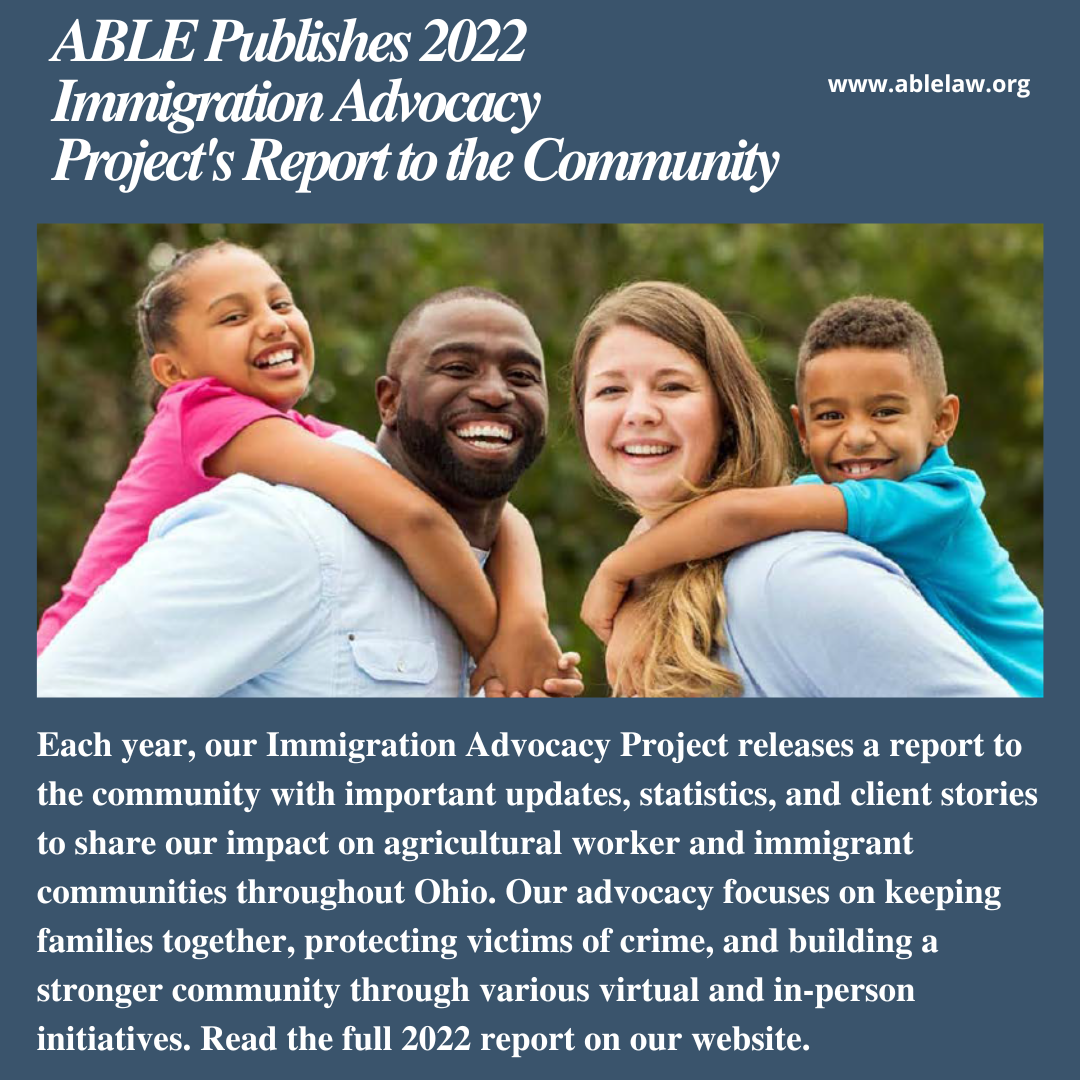 ABLE Publishes 2022
Immigration Advocacy
Project's Report to the Community
www.ablelaw.org
Each year, our Immigration Advocacy Project releases a report to
the community with important updates, statistics, and client stories
to share our impact on agricultural worker and immigrant
communities throughout Ohio. Our advocacy focuses on keeping
families together, protecting victims of crime, and building a
stronger community through various virtual and in-person
initiatives. Read the full 2022 report on our website.